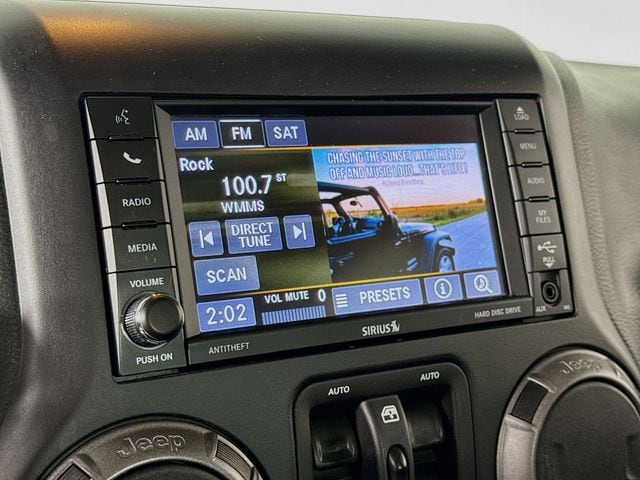 LOAD
AM FM SAT
MENU
Rock
CHASING THE SUNSET WITH THE TOP
OFF AND MUSIC LOUD...THAT'S LIFE!
100.7 ST
WMMS
AUDIO
RADIO
MY
FILES
DIRECT
TUNE
MEDIA
PULL
SCAN
VOLUME
2:02
VOL MUTE 0
PRESETS
AUX
PUSH ON
ANTITHEFT
SIRIUS
HARD DISC DRIVE
AUTO AUTO
Jeep
Jeep